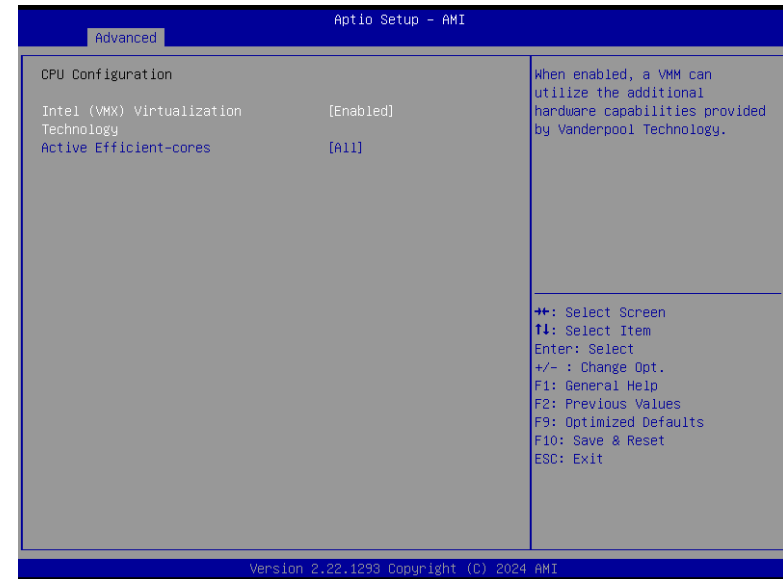 Aptio Setup – AMI
Advanced
CPU Configuration
Intel (VMX) Virtualization [Enabled]
Technology
Active Efficient-cores [All]
When enabled, a VMM can
utilize the additional
hardware capabilities provided
by Vanderpool Technology.
→←: Select Screen
↑↓: Select Item
Enter: Select
+/- : Change Opt.
F1: General Help
F2: Previous Values
F9: Optimized Defaults
F10: Save & Reset
ESC: Exit
Version 2.22.1293 Copyright (C) 2024 AMI